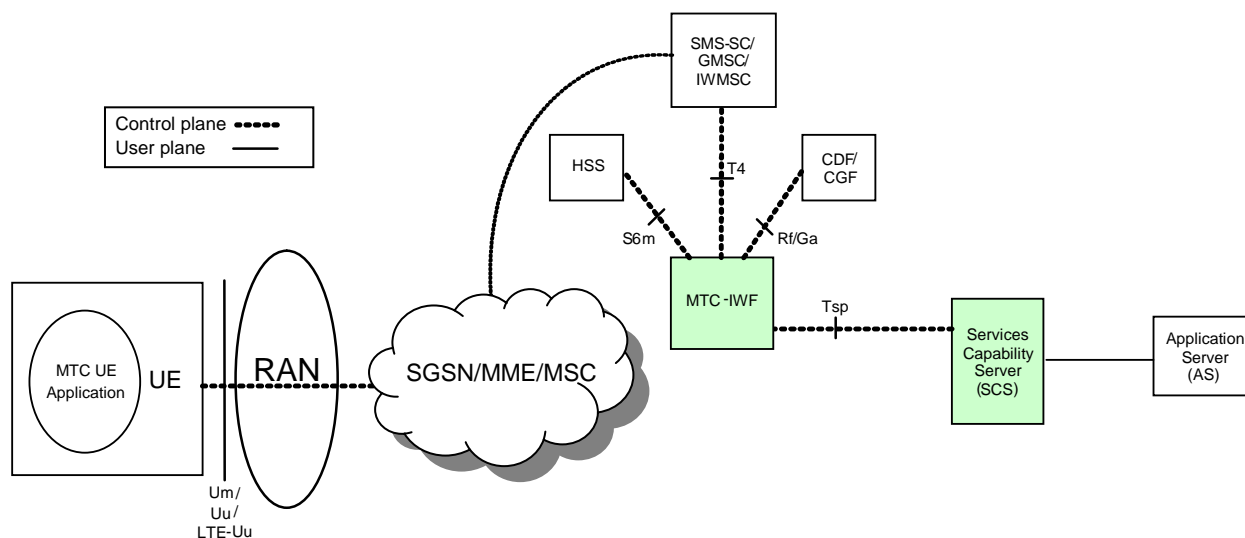 SMS-SC/
GMSC/
IWMSC
Control plane
User plane
HSS
T4
CDF/
CGF
S6m
Rf/Ga
MTC-IWF
Tsp
Services
Capability
Server
(SCS)
Application
Server
(AS)
MTC UE
Application
UE
RAN
SGSN/MME/MSC
Um/
Uu/
LTE-Uu